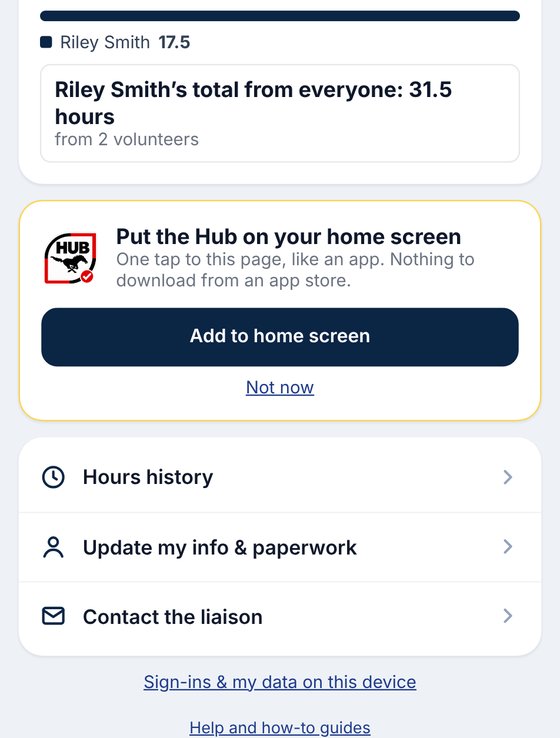 Riley Smith 17.5
Riley Smith’s total from everyone: 31.5
hours
from 2 volunteers
HUB
Put the Hub on your home screen
One tap to this page, like an app. Nothing to
download from an app store.
Add to home screen
Not now
Hours history
Update my info & paperwork
Contact the liaison
Sign-ins & my data on this device
Help and how-to guides